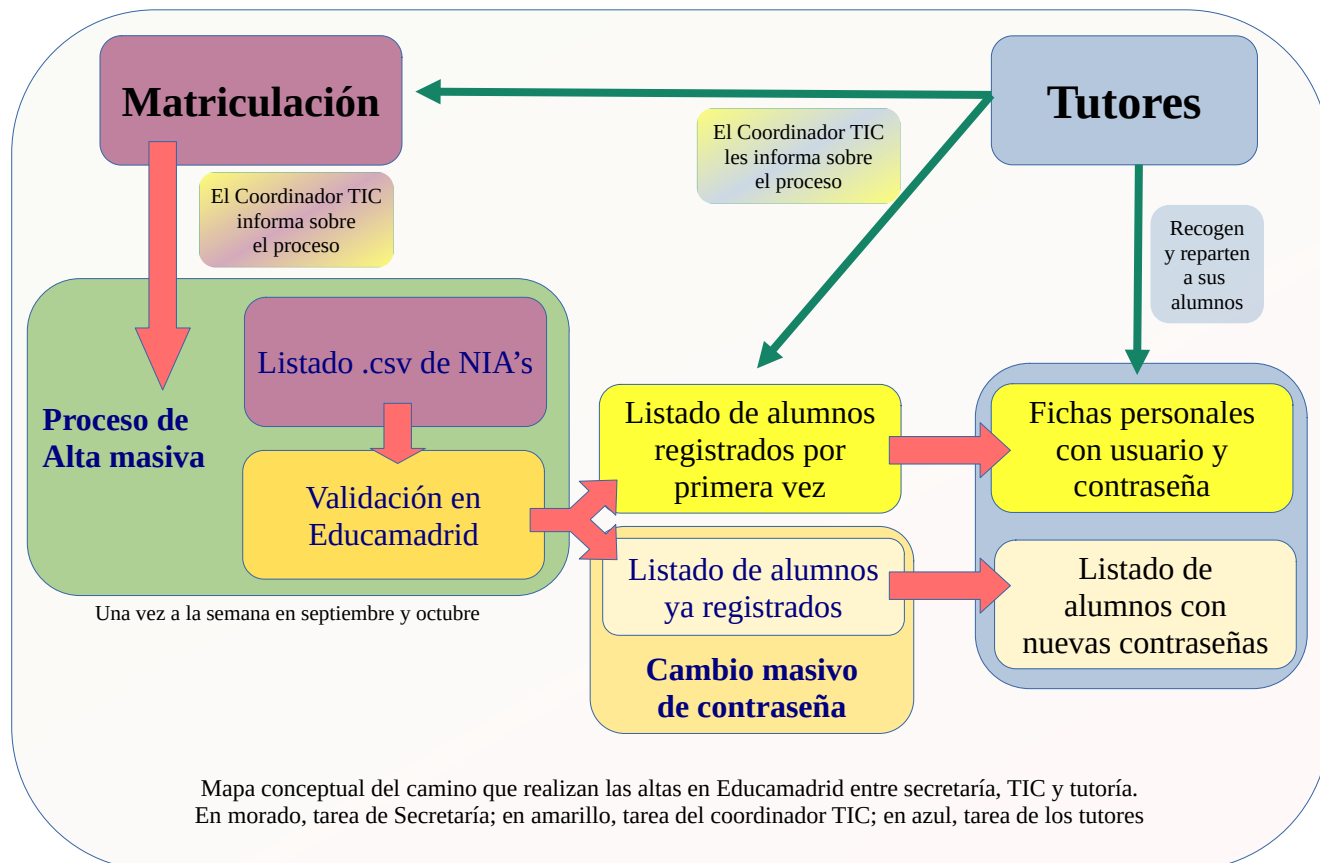 Matriculación
Tutores
El Coordinador TIC
les informa sobre
el proceso
El Coordinador TIC
informa sobre
el proceso
Recogen
y reparten
a sus
alumnos
Listado .csv de NIA’s
Proceso de
Alta masiva
Validación en
Educamadrid
Una vez a la semana en septiembre y octubre
Listado de alumnos
registrados por
primera vez
Fichas personales
con usuario y
contraseña
Listado de alumnos
ya registrados
Cambio masivo
de contraseña
Listado de
alumnos con
nuevas contraseñas
Mapa conceptual del camino que realizan las altas en Educamadrid entre secretaría, TIC y tutoría.
En morado, tarea de Secretaría; en amarillo, tarea del coordinador TIC; en azul, tarea de los tutores